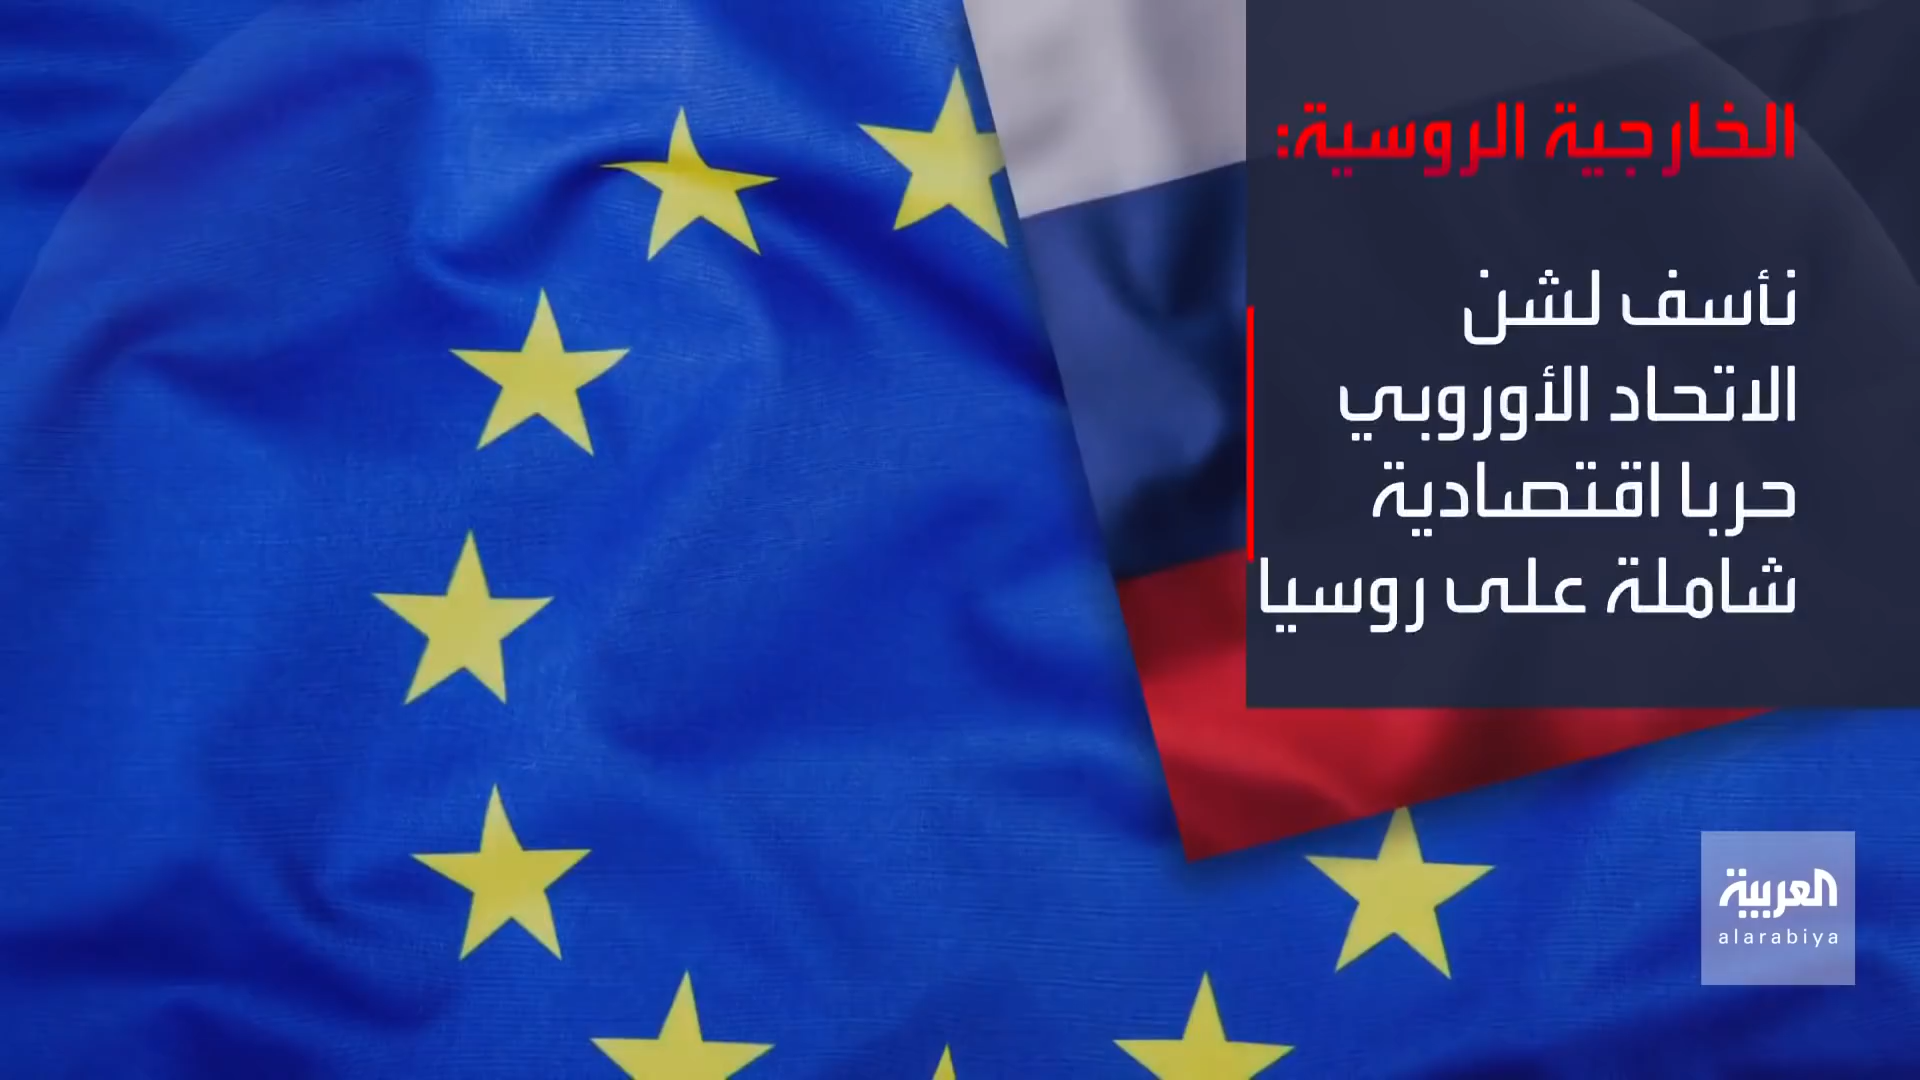 الخارجية الروسية:
نأسف لشن
الاتحاد الأوروبي
حربا اقتصادية
شاملة على روسيا
العربية
alarabiya